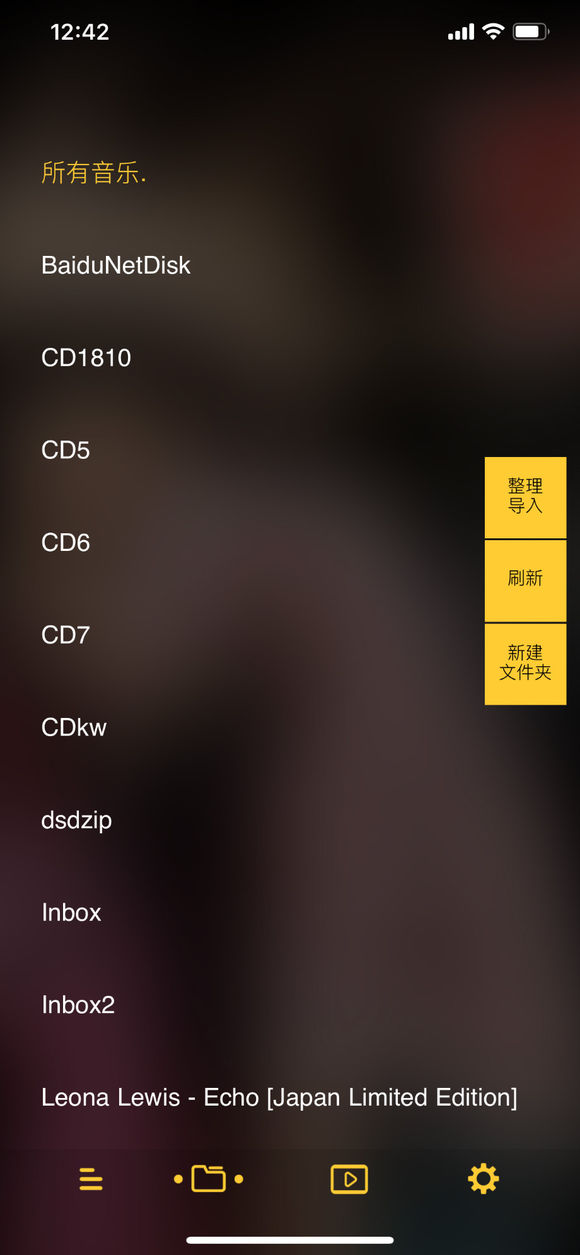 12:42
所有音乐.
BaiduNetDisk
CD1810
CD5
整理
导入
CD6
刷新
CD7
新建
文件夹
CDkw
dsdzip
Inbox
Inbox2
Leona Lewis - Echo [Japan Limited Edition]